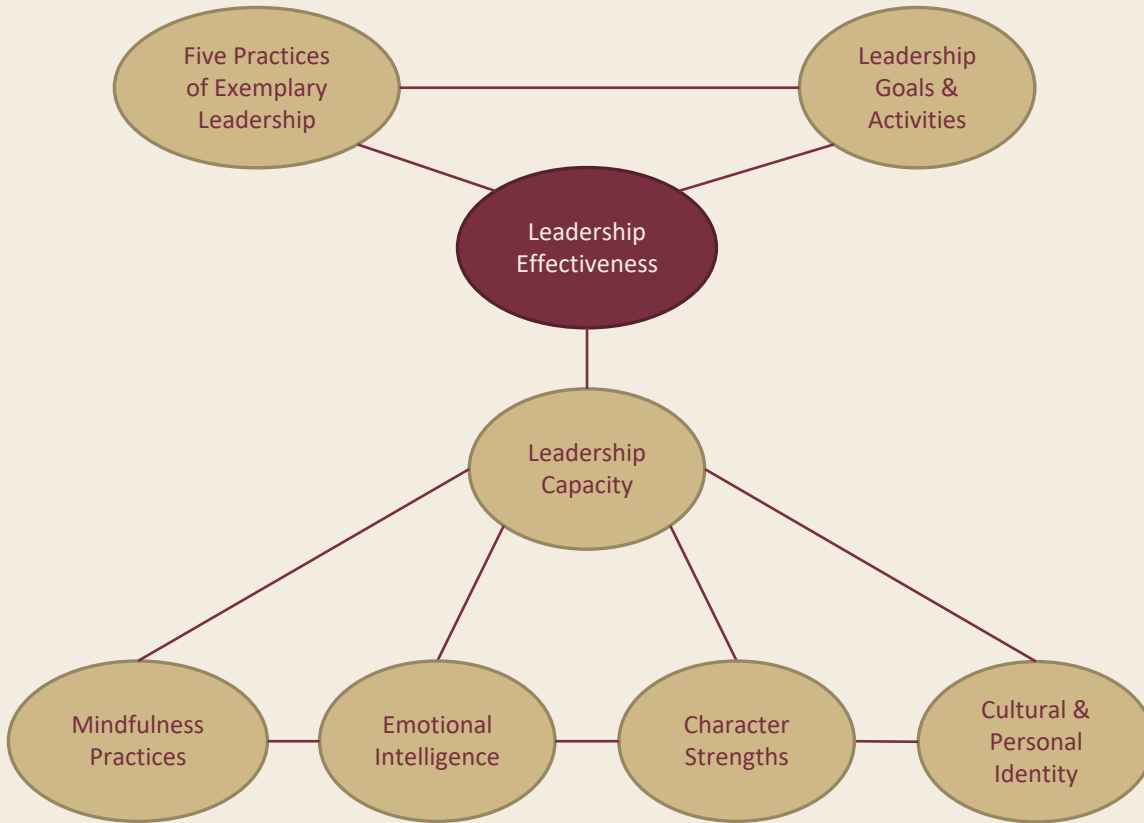 Five Practices
of Exemplary
Leadership
Leadership
Goals &
Activities
Leadership
Effectiveness
Leadership
Capacity
Mindfulness
Practices
Emotional
Intelligence
Character
Strengths
Cultural &
Personal
Identity